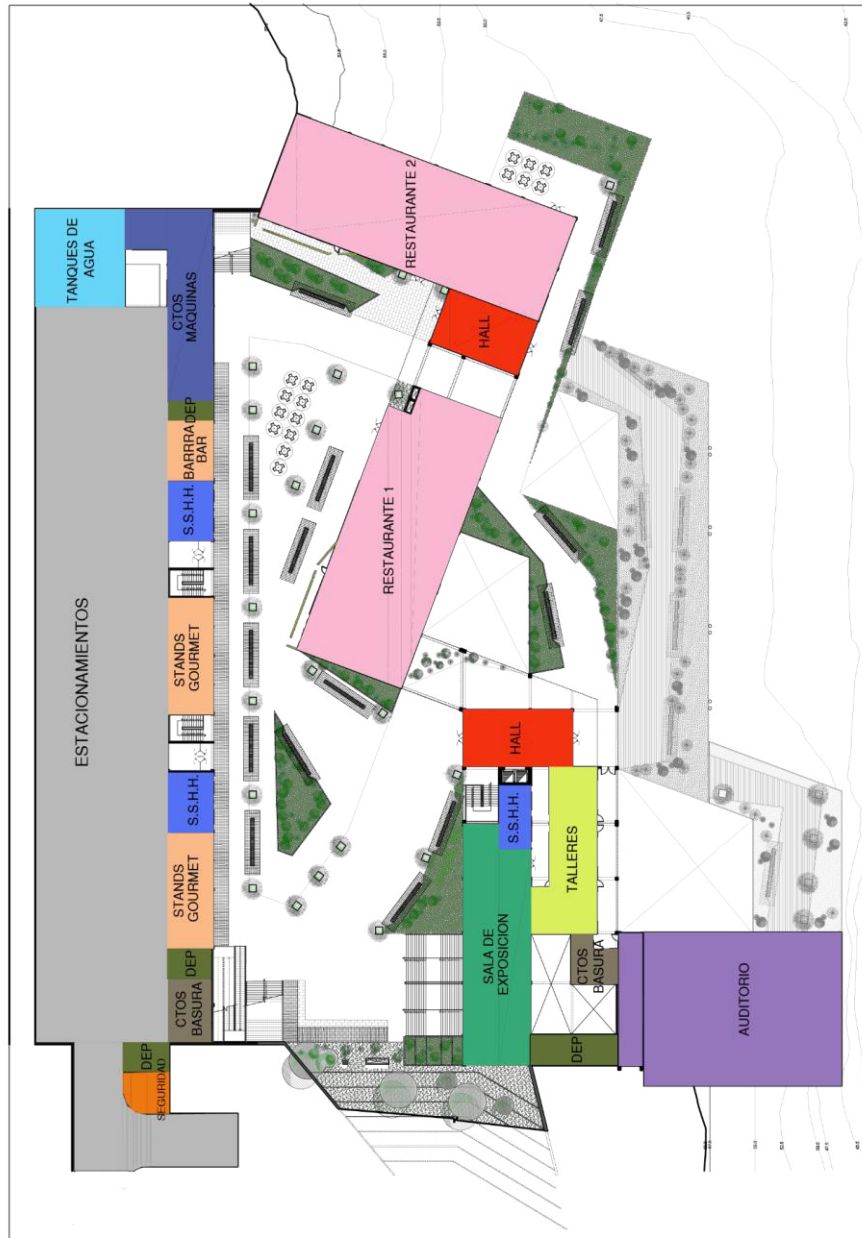 TANQUES DE
AGUA
CTOS
MAQUINAS
DEP
BARRRA
BAR
S.S.H.H.
STANDS
GOURMET
ESTACIONAMIENTOS
S.S.H.H.
STANDS
GOURMET
DEP
CTOS
BASURA
DEP
SEGURIDAD
RESTAURANTE 2
HALL
RESTAURANTE 1
HALL
S.S.H.H.
TALLERES
SALA DE
EXPOSICION
CTOS
BASURA
DEP
AUDITORIO